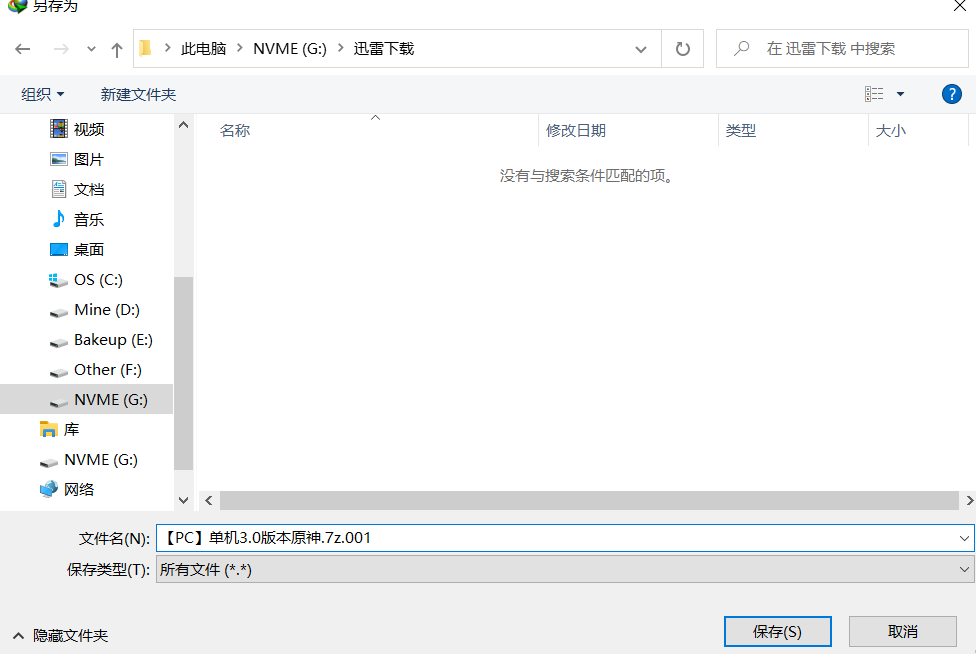 另存为
此电脑 > NVME (G:) > 迅雷下载
在 迅雷下载 中搜索
组织 新建文件夹
?
名称 修改日期 类型 大小
没有与搜索条件匹配的项。
视频
图片
文档
音乐
桌面
OS (C:)
Mine (D:)
Bakeup (E:)
Other (F:)
NVME (G:)
库
NVME (G:)
网络
文件名(N): 【PC】单机3.0版本原神.7z.001
保存类型(T): 所有文件 (*.*)
隐藏文件夹
保存(S) 取消